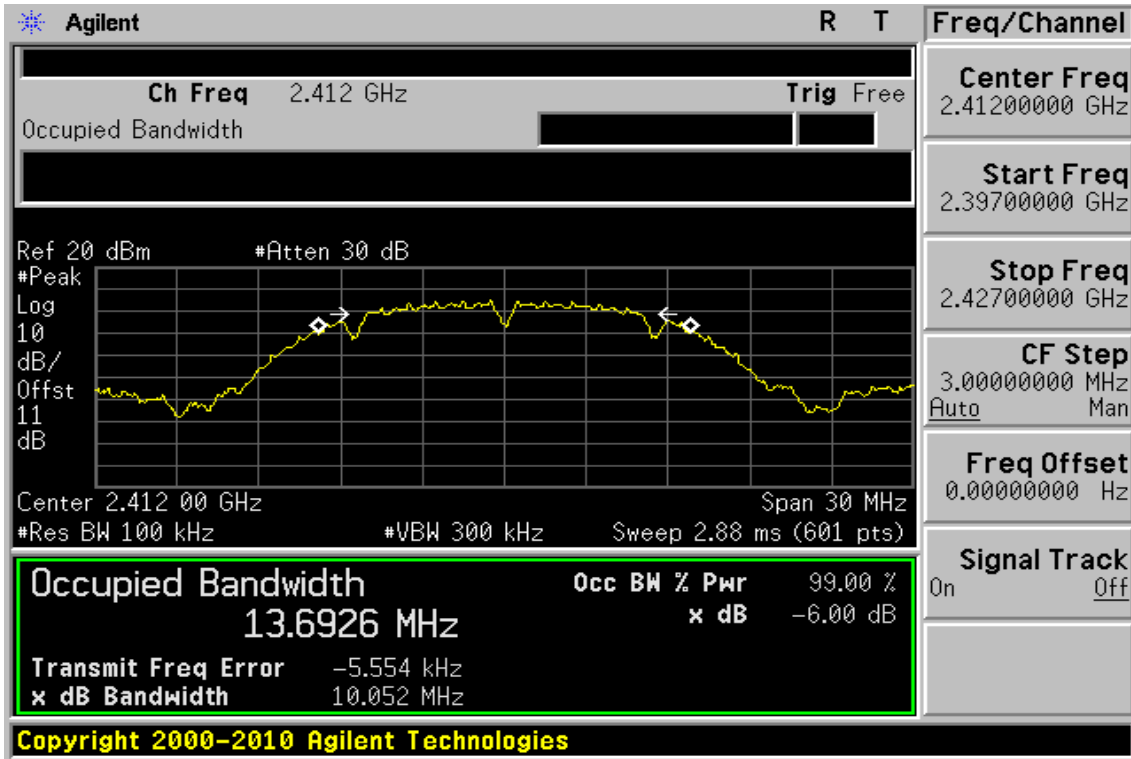 Agilent R T
Ch Freq 2.412 GHz Trig Free
Occupied Bandwidth
Ref 20 dBm #Atten 30 dB
#Peak
Log
10
dB/
Offst
11
dB
Center 2.412 00 GHz Span 30 MHz
#Res BW 100 kHz #VBW 300 kHz Sweep 2.88 ms (601 pts)
Occupied Bandwidth Occ BW % Pwr 99.00 %
13.6926 MHz x dB -6.00 dB
Transmit Freq Error -5.554 kHz
x dB Bandwidth 10.052 MHz
Copyright 2000-2010 Agilent Technologies
Freq/Channel
Center Freq
2.41200000 GHz
Start Freq
2.39700000 GHz
Stop Freq
2.42700000 GHz
CF Step
3.00000000 MHz
Auto Man
Freq Offset
0.00000000 Hz
Signal Track
On Off